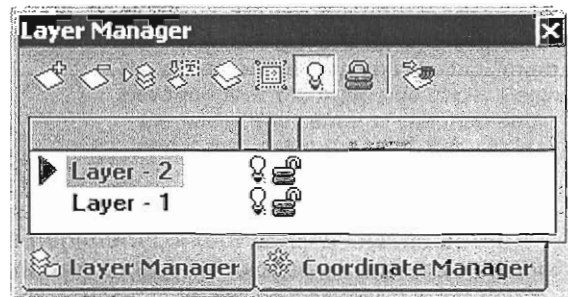 Layer Manager
Layer - 2
Layer - 1
Layer Manager Coordinate Manager